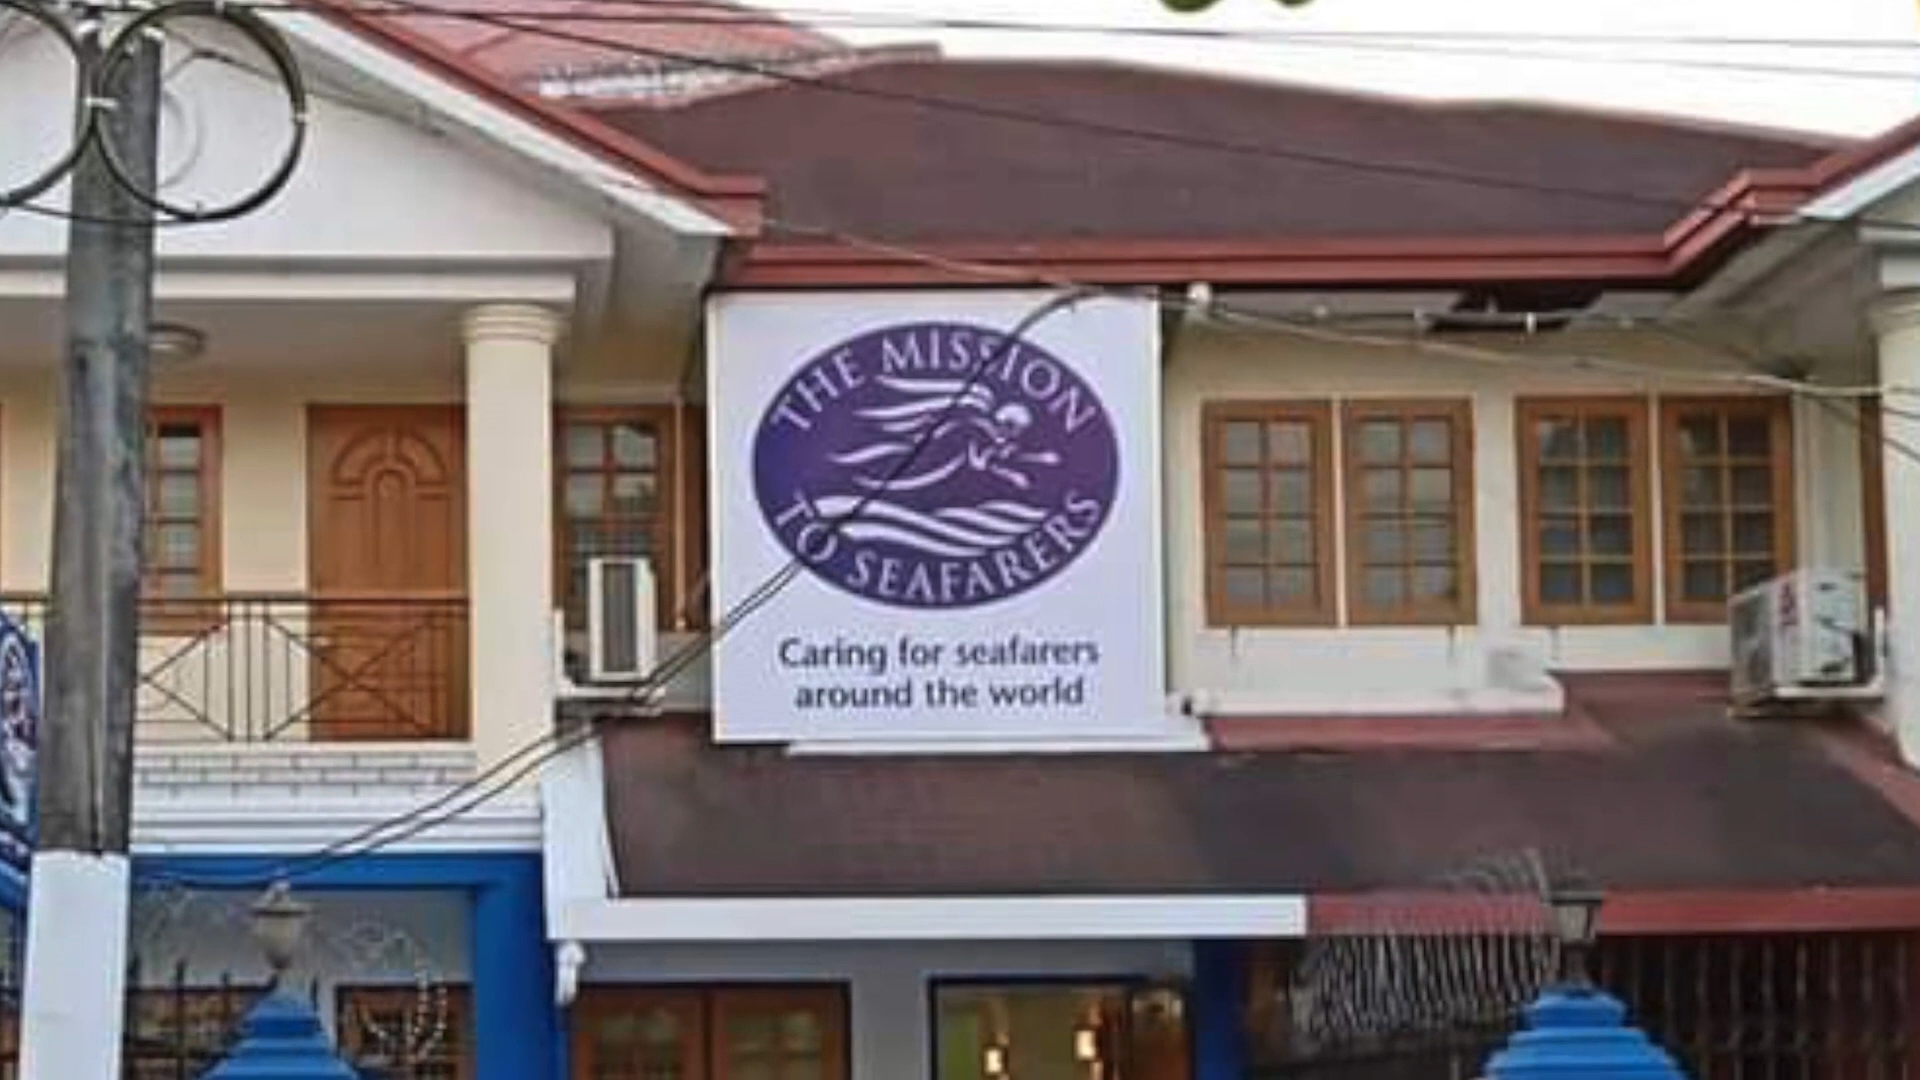 THE MISSION
TO SEAFARERS
Caring for seafarers
around the world